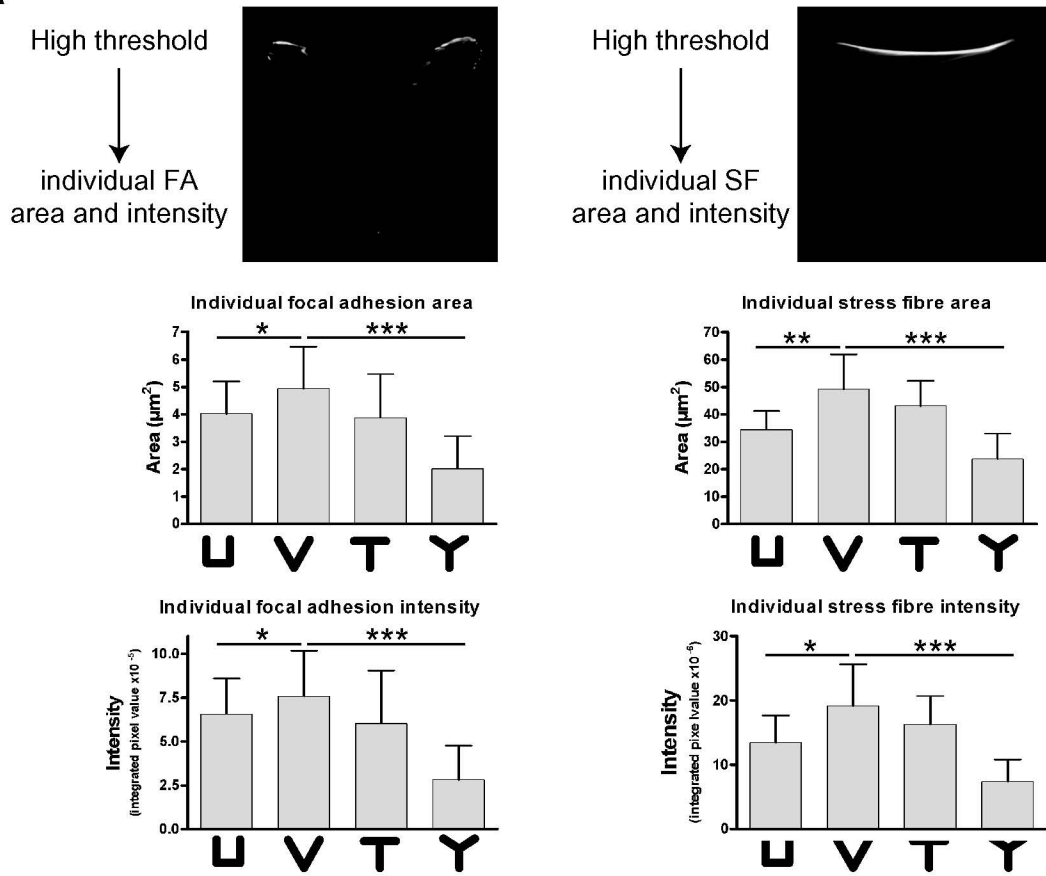 High threshold
individual FA
area and intensity
High threshold
individual SF
area and intensity
Individual focal adhesion area
Area (µm²)
7
6
5
4
3
2
1
0
*
***
U V T Y
Individual stress fibre area
Area (µm²)
70
60
50
40
30
20
10
0
**
***
U V T Y
Individual focal adhesion intensity
Intensity
(integrated pixel value x10⁻⁵)
10.0
7.5
5.0
2.5
0.0
*
***
U V T Y
Individual stress fibre intensity
Intensity
(integrated pixe lvalue x10⁻⁶)
30
20
10
0
*
***
U V T Y